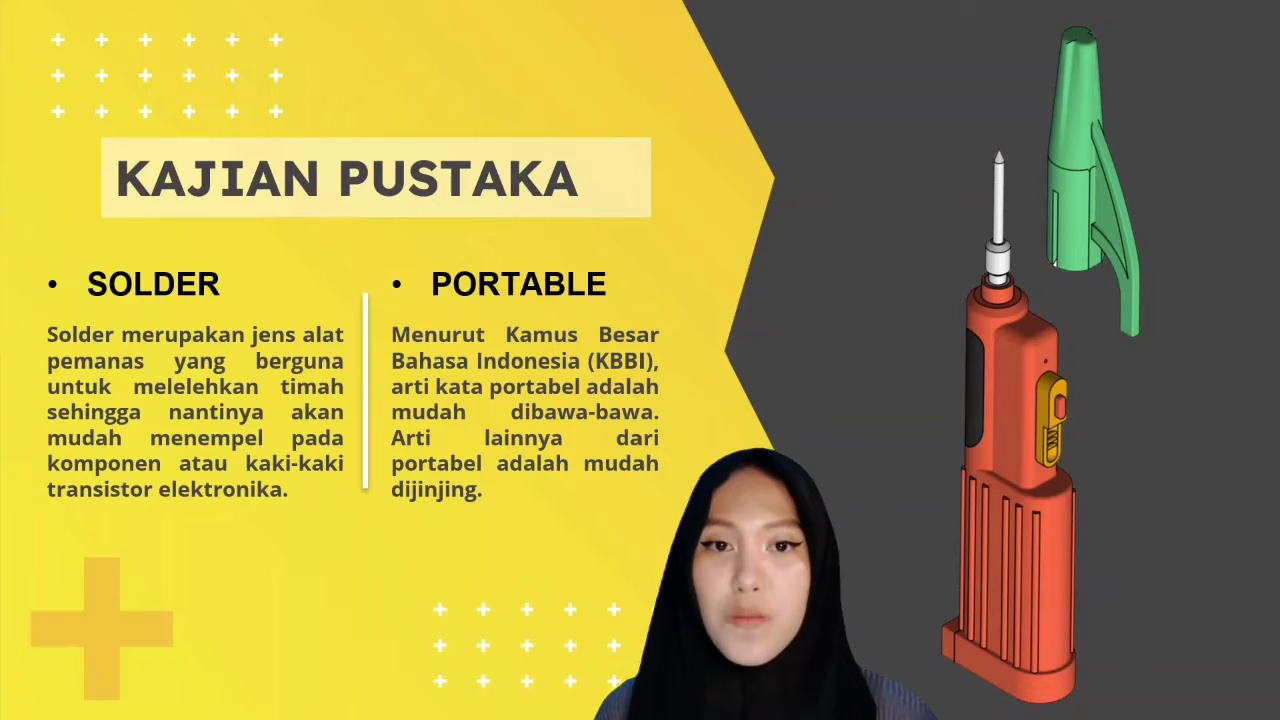 KAJIAN PUSTAKA
• SOLDER
Solder merupakan jens alat
pemanas yang berguna
untuk melelehkan timah
sehingga nantinya akan
mudah menempel pada
komponen atau kaki-kaki
transistor elektronika.
• PORTABLE
Menurut Kamus Besar
Bahasa Indonesia (KBBI),
arti kata portabel adalah
mudah dibawa-bawa.
Arti lainnya dari
portabel adalah mudah
dijinjing.